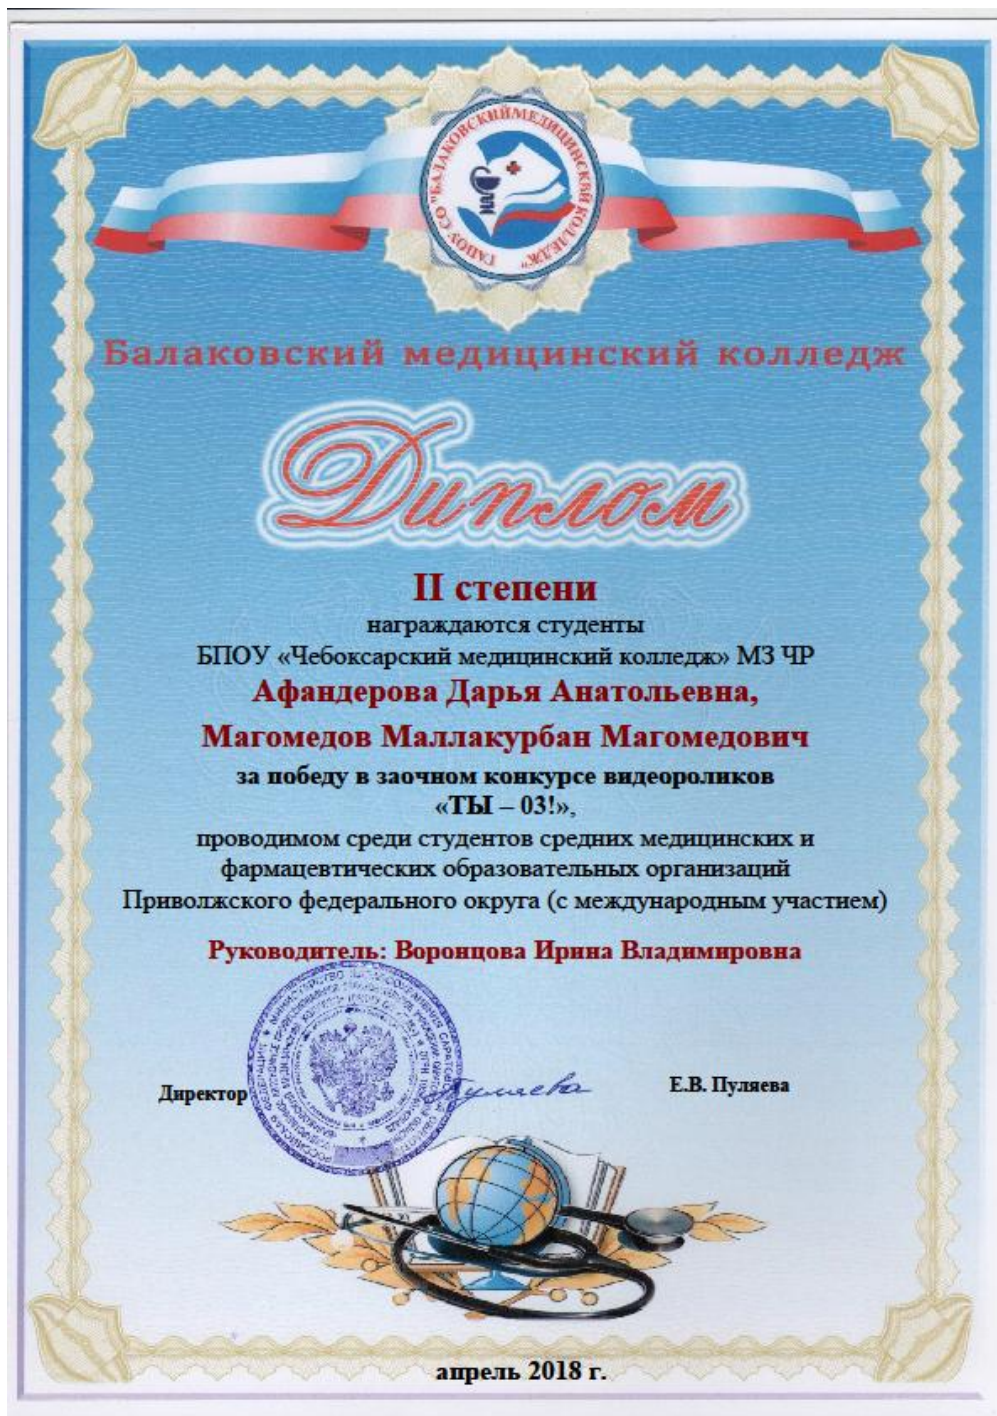 ГАПОУ СО "БАЛАКОВСКИЙ МЕДИЦИНСКИЙ КОЛЛЕДЖ"
Балаковский медицинский колледж
Диплом
II степени
награждаются студенты
БПОУ «Чебоксарский медицинский колледж» МЗ ЧР
Афандерова Дарья Анатольевна,
Магомедов Маллакурбан Магомедович
за победу в заочном конкурсе видеороликов
«ТЫ – 03!»,
проводимом среди студентов средних медицинских и
фармацевтических образовательных организаций
Приволжского федерального округа (с международным участием)
Руководитель: Воронцова Ирина Владимировна
Директор
Пуляева
Е.В. Пуляева
апрель 2018 г.